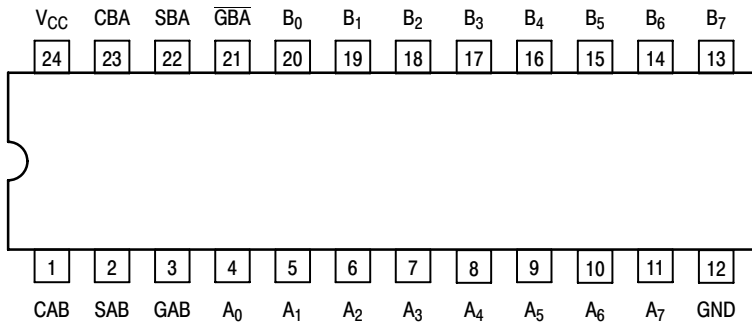 V₍CC₎ CBA SBA G̅B̅A̅ B₀ B₁ B₂ B₃ B₄ B₅ B₆ B₇
24 23 22 21 20 19 18 17 16 15 14 13
1 2 3 4 5 6 7 8 9 10 11 12
CAB SAB GAB A₀ A₁ A₂ A₃ A₄ A₅ A₆ A₇ GND